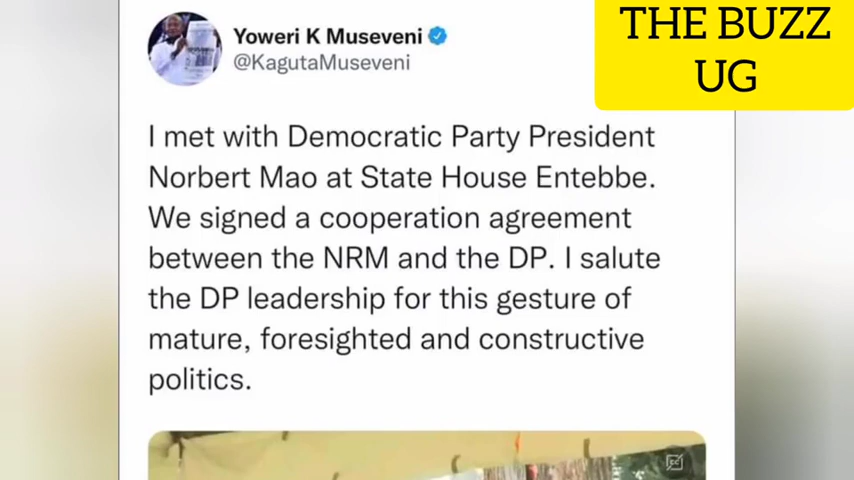 THE BUZZ
UG
Yoweri K Museveni
@KagutaMuseveni
I met with Democratic Party President
Norbert Mao at State House Entebbe.
We signed a cooperation agreement
between the NRM and the DP. I salute
the DP leadership for this gesture of
mature, foresighted and constructive
politics.